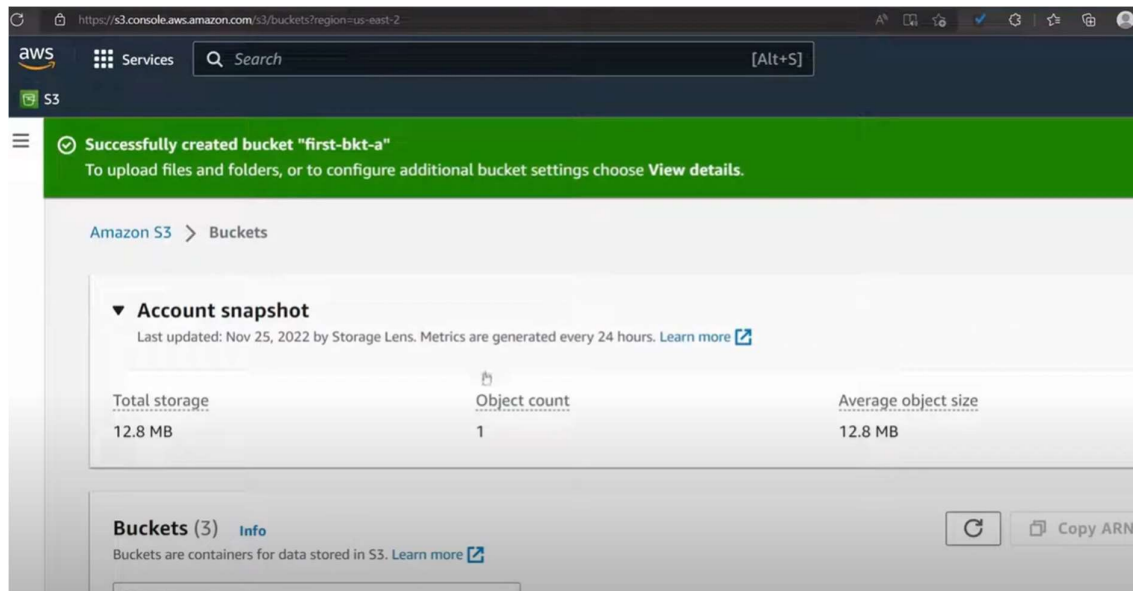 https://s3.console.aws.amazon.com/s3/buckets?region=us-east-2
aws
Services
Search
[Alt+S]
S3
Successfully created bucket "first-bkt-a"
To upload files and folders, or to configure additional bucket settings choose View details.
Amazon S3 > Buckets
Account snapshot
Last updated: Nov 25, 2022 by Storage Lens. Metrics are generated every 24 hours. Learn more
Total storage
Object count
Average object size
12.8 MB
1
12.8 MB
Buckets (3) Info
Copy ARN
Buckets are containers for data stored in S3. Learn more